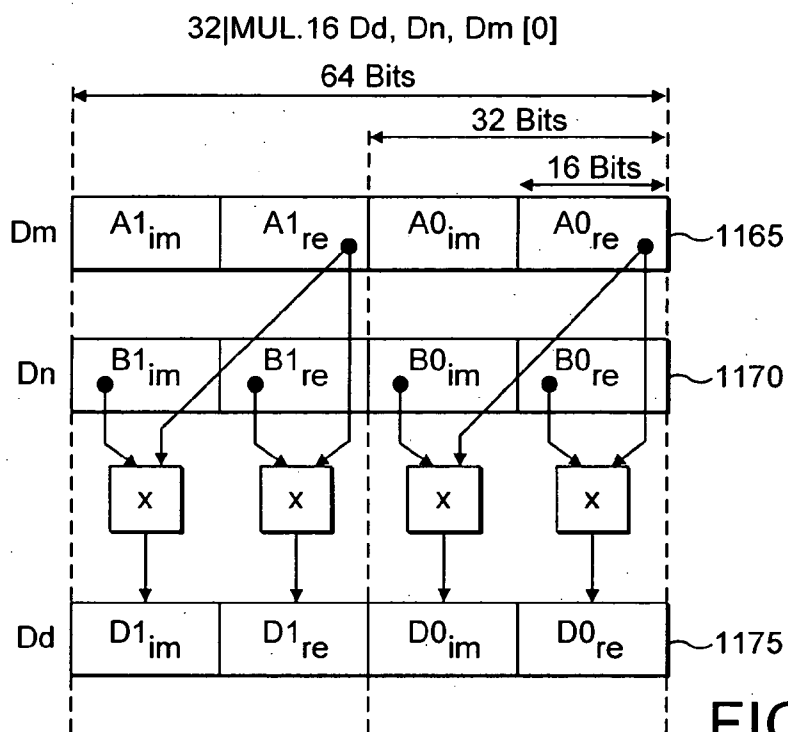 32|MUL.16 Dd, Dn, Dm [0]
64 Bits
32 Bits
16 Bits
Dm A1im A1re A0im A0re 1165
Dn B1im B1re B0im B0re 1170
x x x x
Dd D1im D1re D0im D0re 1175